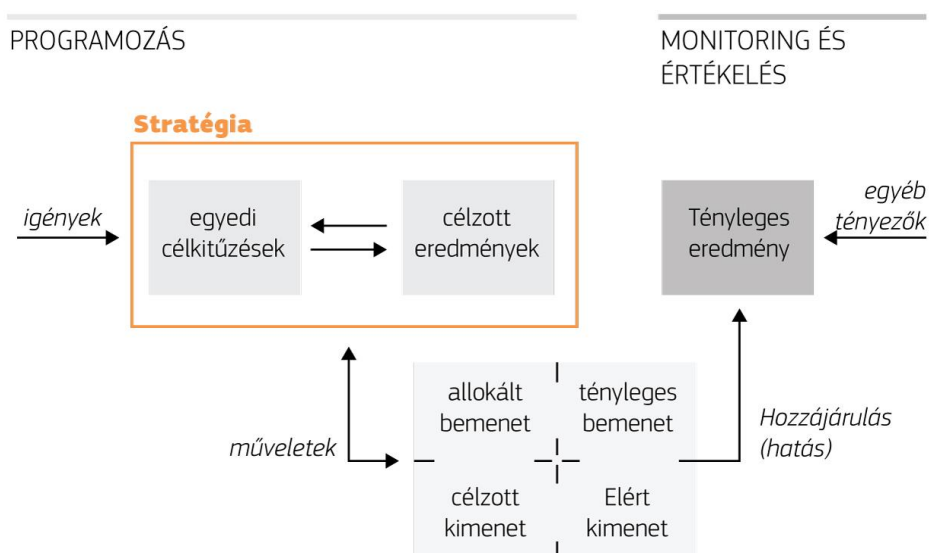 PROGRAMOZÁS
MONITORING ÉS
ÉRTÉKELÉS
Stratégia
igények
egyedi
célkitűzések
célzott
eredmények
Tényleges
eredmény
egyéb
tényezők
műveletek
allokált
bemenet
tényleges
bemenet
célzott
kimenet
Elért
kimenet
Hozzájárulás
(hatás)